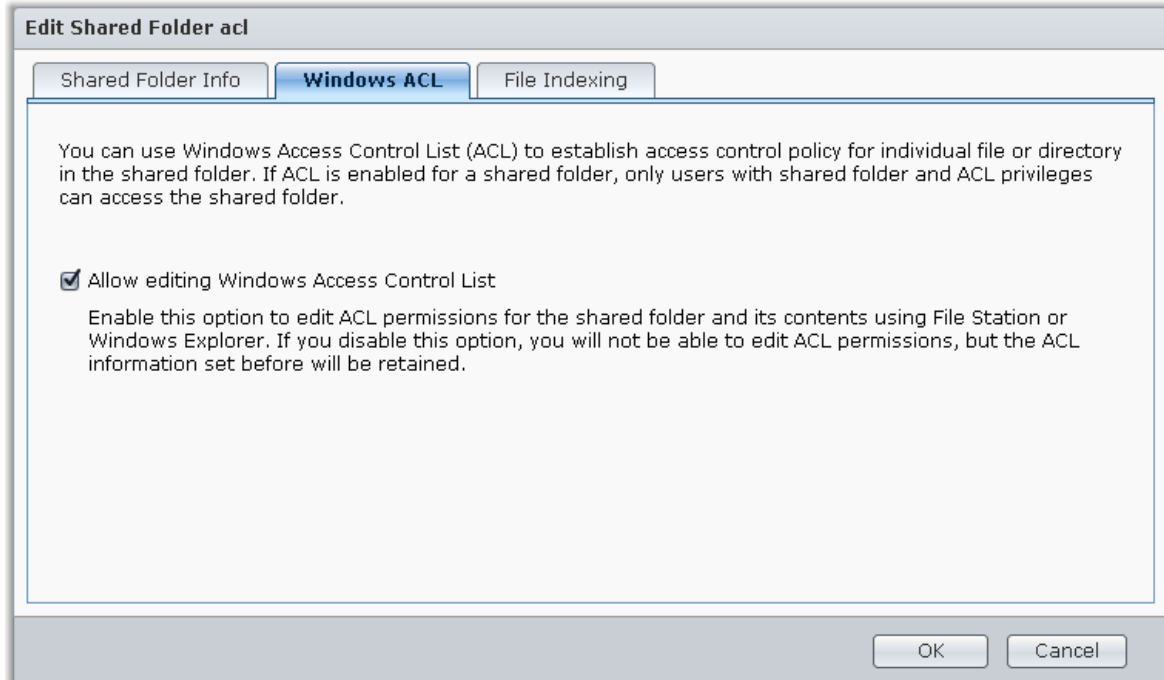 Edit Shared Folder acl
Shared Folder Info
Windows ACL
File Indexing
You can use Windows Access Control List (ACL) to establish access control policy for individual file or directory
in the shared folder. If ACL is enabled for a shared folder, only users with shared folder and ACL privileges
can access the shared folder.
Allow editing Windows Access Control List
Enable this option to edit ACL permissions for the shared folder and its contents using File Station or
Windows Explorer. If you disable this option, you will not be able to edit ACL permissions, but the ACL
information set before will be retained.
OK
Cancel